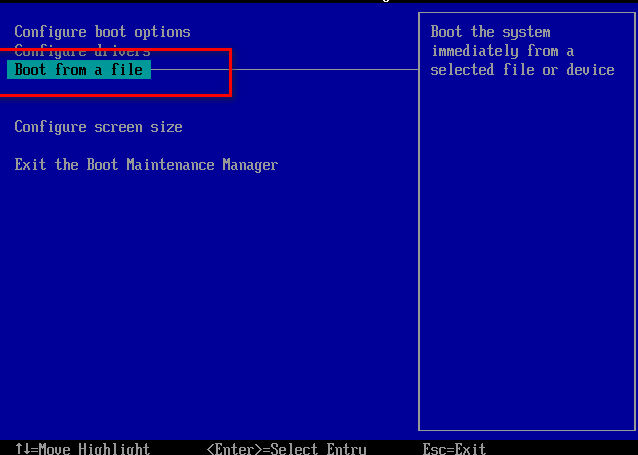 Configure boot options
Configure drivers
Boot from a file
Configure screen size
Exit the Boot Maintenance Manager
Boot the system
immediately from a
selected file or device
↑↓=Move Highlight <Enter>=Select Entry Esc=Exit